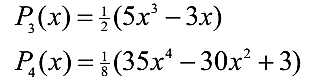 P₃(x) = ½(5x³ − 3x)
P₄(x) = ⅛(35x⁴ − 30x² + 3)